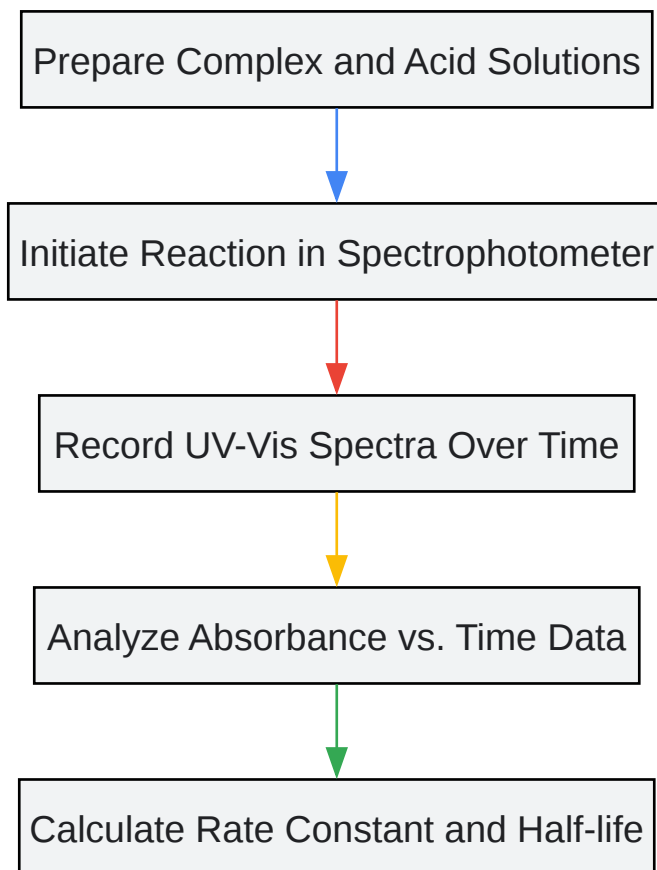 Prepare Complex and Acid Solutions
Initiate Reaction in Spectrophotometer
Record UV-Vis Spectra Over Time
Analyze Absorbance vs. Time Data
Calculate Rate Constant and Half-life